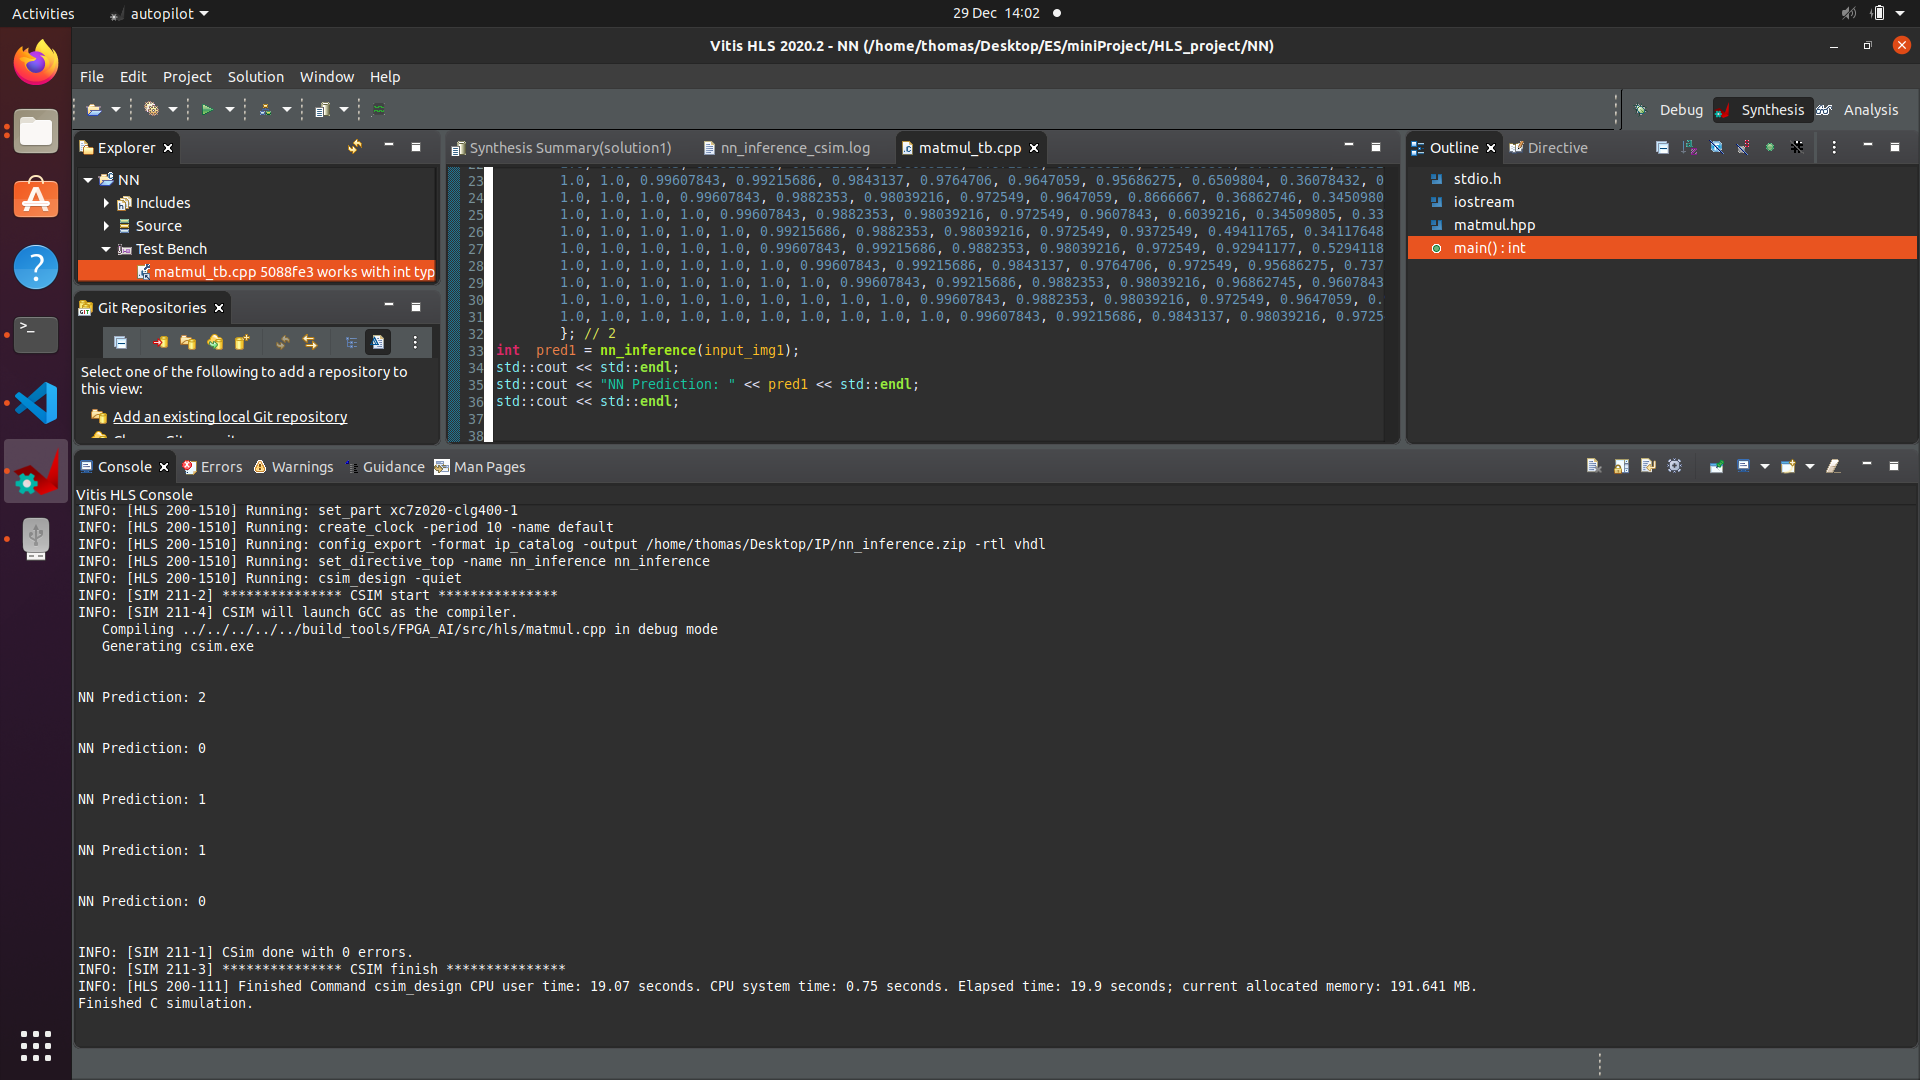 Activities
autopilot
29 Dec 14:02
Vitis HLS 2020.2 - NN (/home/thomas/Desktop/ES/miniProject/HLS_project/NN)
File Edit Project Solution Window Help
Debug Synthesis Analysis
Explorer
NN
Includes
Source
Test Bench
matmul_tb.cpp 5088fe3 works with int typ
Git Repositories
Select one of the following to add a repository to
this view:
Add an existing local Git repository
Synthesis Summary(solution1) nn_inference_csim.log matmul_tb.cpp
23 1.0, 1.0, 0.99607843, 0.99215686, 0.9843137, 0.9764706, 0.9647059, 0.95686275, 0.6509804, 0.36078432, 0
24 1.0, 1.0, 1.0, 0.99607843, 0.9882353, 0.98039216, 0.972549, 0.9647059, 0.8666667, 0.36862746, 0.3450980
25 1.0, 1.0, 1.0, 1.0, 0.99607843, 0.9882353, 0.98039216, 0.972549, 0.9607843, 0.6039216, 0.34509805, 0.33
26 1.0, 1.0, 1.0, 1.0, 0.99215686, 0.9882353, 0.98039216, 0.972549, 0.9372549, 0.49411765, 0.34117648
27 1.0, 1.0, 1.0, 1.0, 0.99607843, 0.99215686, 0.9882353, 0.98039216, 0.972549, 0.92941177, 0.5294118
28 1.0, 1.0, 1.0, 1.0, 1.0, 1.0, 0.99607843, 0.99215686, 0.9843137, 0.9764706, 0.972549, 0.95686275, 0.737
29 1.0, 1.0, 1.0, 1.0, 1.0, 1.0, 1.0, 0.99607843, 0.99215686, 0.9882353, 0.98039216, 0.96862745, 0.9607843
30 1.0, 1.0, 1.0, 1.0, 1.0, 1.0, 1.0, 1.0, 1.0, 0.99607843, 0.9882353, 0.98039216, 0.972549, 0.9647059, 0.
31 1.0, 1.0, 1.0, 1.0, 1.0, 1.0, 1.0, 1.0, 1.0, 1.0, 0.99607843, 0.99215686, 0.9843137, 0.98039216, 0.9725
32 }; // 2
33 int pred1 = nn_inference(input_img1);
34 std::cout << std::endl;
35 std::cout << "NN Prediction: " << pred1 << std::endl;
36 std::cout << std::endl;
37
38
Outline Directive
stdio.h
iostream
matmul.hpp
main() : int
Console Errors Warnings Guidance Man Pages
Vitis HLS Console
INFO: [HLS 200-1510] Running: set_part xc7z020-clg400-1
INFO: [HLS 200-1510] Running: create_clock -period 10 -name default
INFO: [HLS 200-1510] Running: config_export -format ip_catalog -output /home/thomas/Desktop/IP/nn_inference.zip -rtl vhdl
INFO: [HLS 200-1510] Running: set_directive_top -name nn_inference nn_inference
INFO: [HLS 200-1510] Running: csim_design -quiet
INFO: [SIM 211-2] *************** CSIM start ***************
INFO: [SIM 211-4] CSIM will launch GCC as the compiler.
Compiling ../../../../../build_tools/FPGA_AI/src/hls/matmul.cpp in debug mode
Generating csim.exe
NN Prediction: 2
NN Prediction: 0
NN Prediction: 1
NN Prediction: 1
NN Prediction: 0
INFO: [SIM 211-1] CSim done with 0 errors.
INFO: [SIM 211-3] *************** CSIM finish ***************
INFO: [HLS 200-111] Finished Command csim_design CPU user time: 19.07 seconds. CPU system time: 0.75 seconds. Elapsed time: 19.9 seconds; current allocated memory: 191.641 MB.
Finished C simulation.